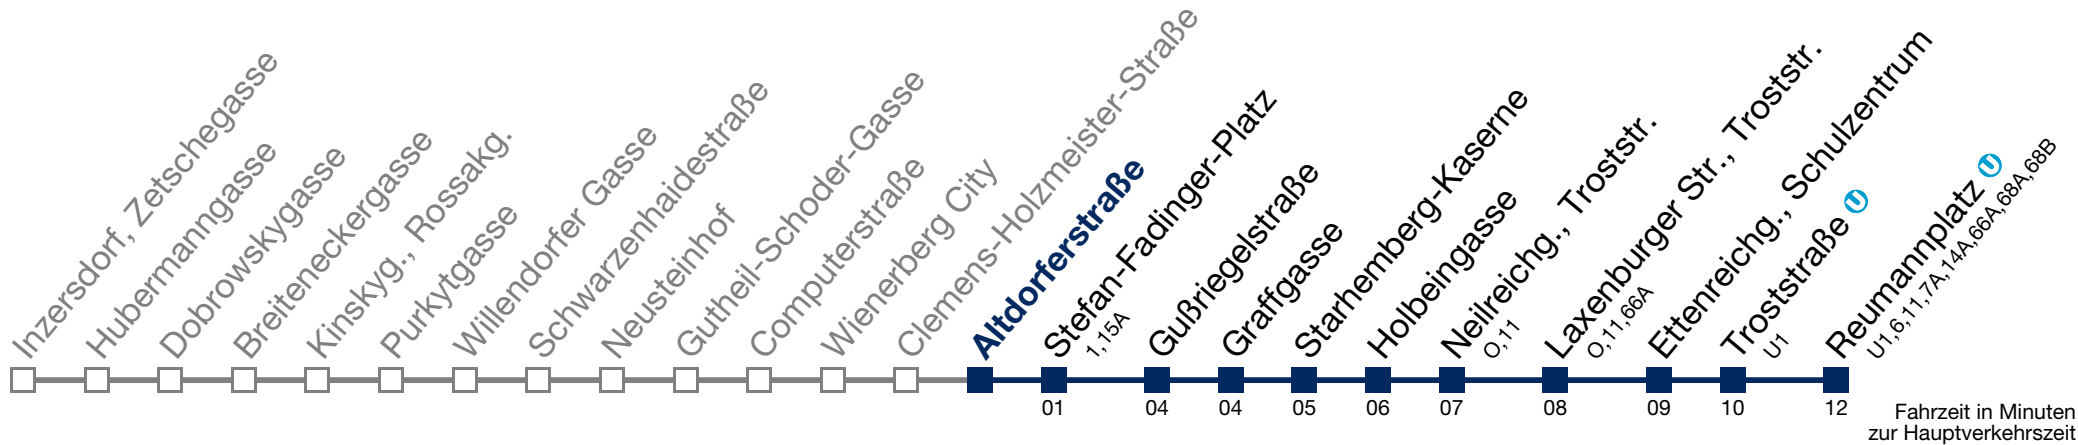 Inzersdorf, Zetschegasse
Hubermanngasse
Dobrowskygasse
Breiteneckergasse
Kinskyg., Rossakg.
Purkytgasse
Willendorfer Gasse
Schwarzenhaidestraße
Neusteinhof
Gutheil-Schoder-Gasse
Computerstraße
Wienerberg City
Clemens-Holzmeister-Straße
Altdorferstraße
Stefan-Fadinger-Platz
1,15A
01
Gußriegelstraße
04
Graffgasse
04
Starhemberg-Kaserne
05
Holbeingasse
06
Neilreichg., Troststr.
O,11
07
Laxenburger Str., Troststr.
O,11,66A
08
Ettenreichg., Schulzentrum
09
Troststraße U
U1
10
Reumannplatz U
U1,6,11,7A,14A,66A,68A,68B
12
Fahrzeit in Minuten
zur Hauptverkehrszeit